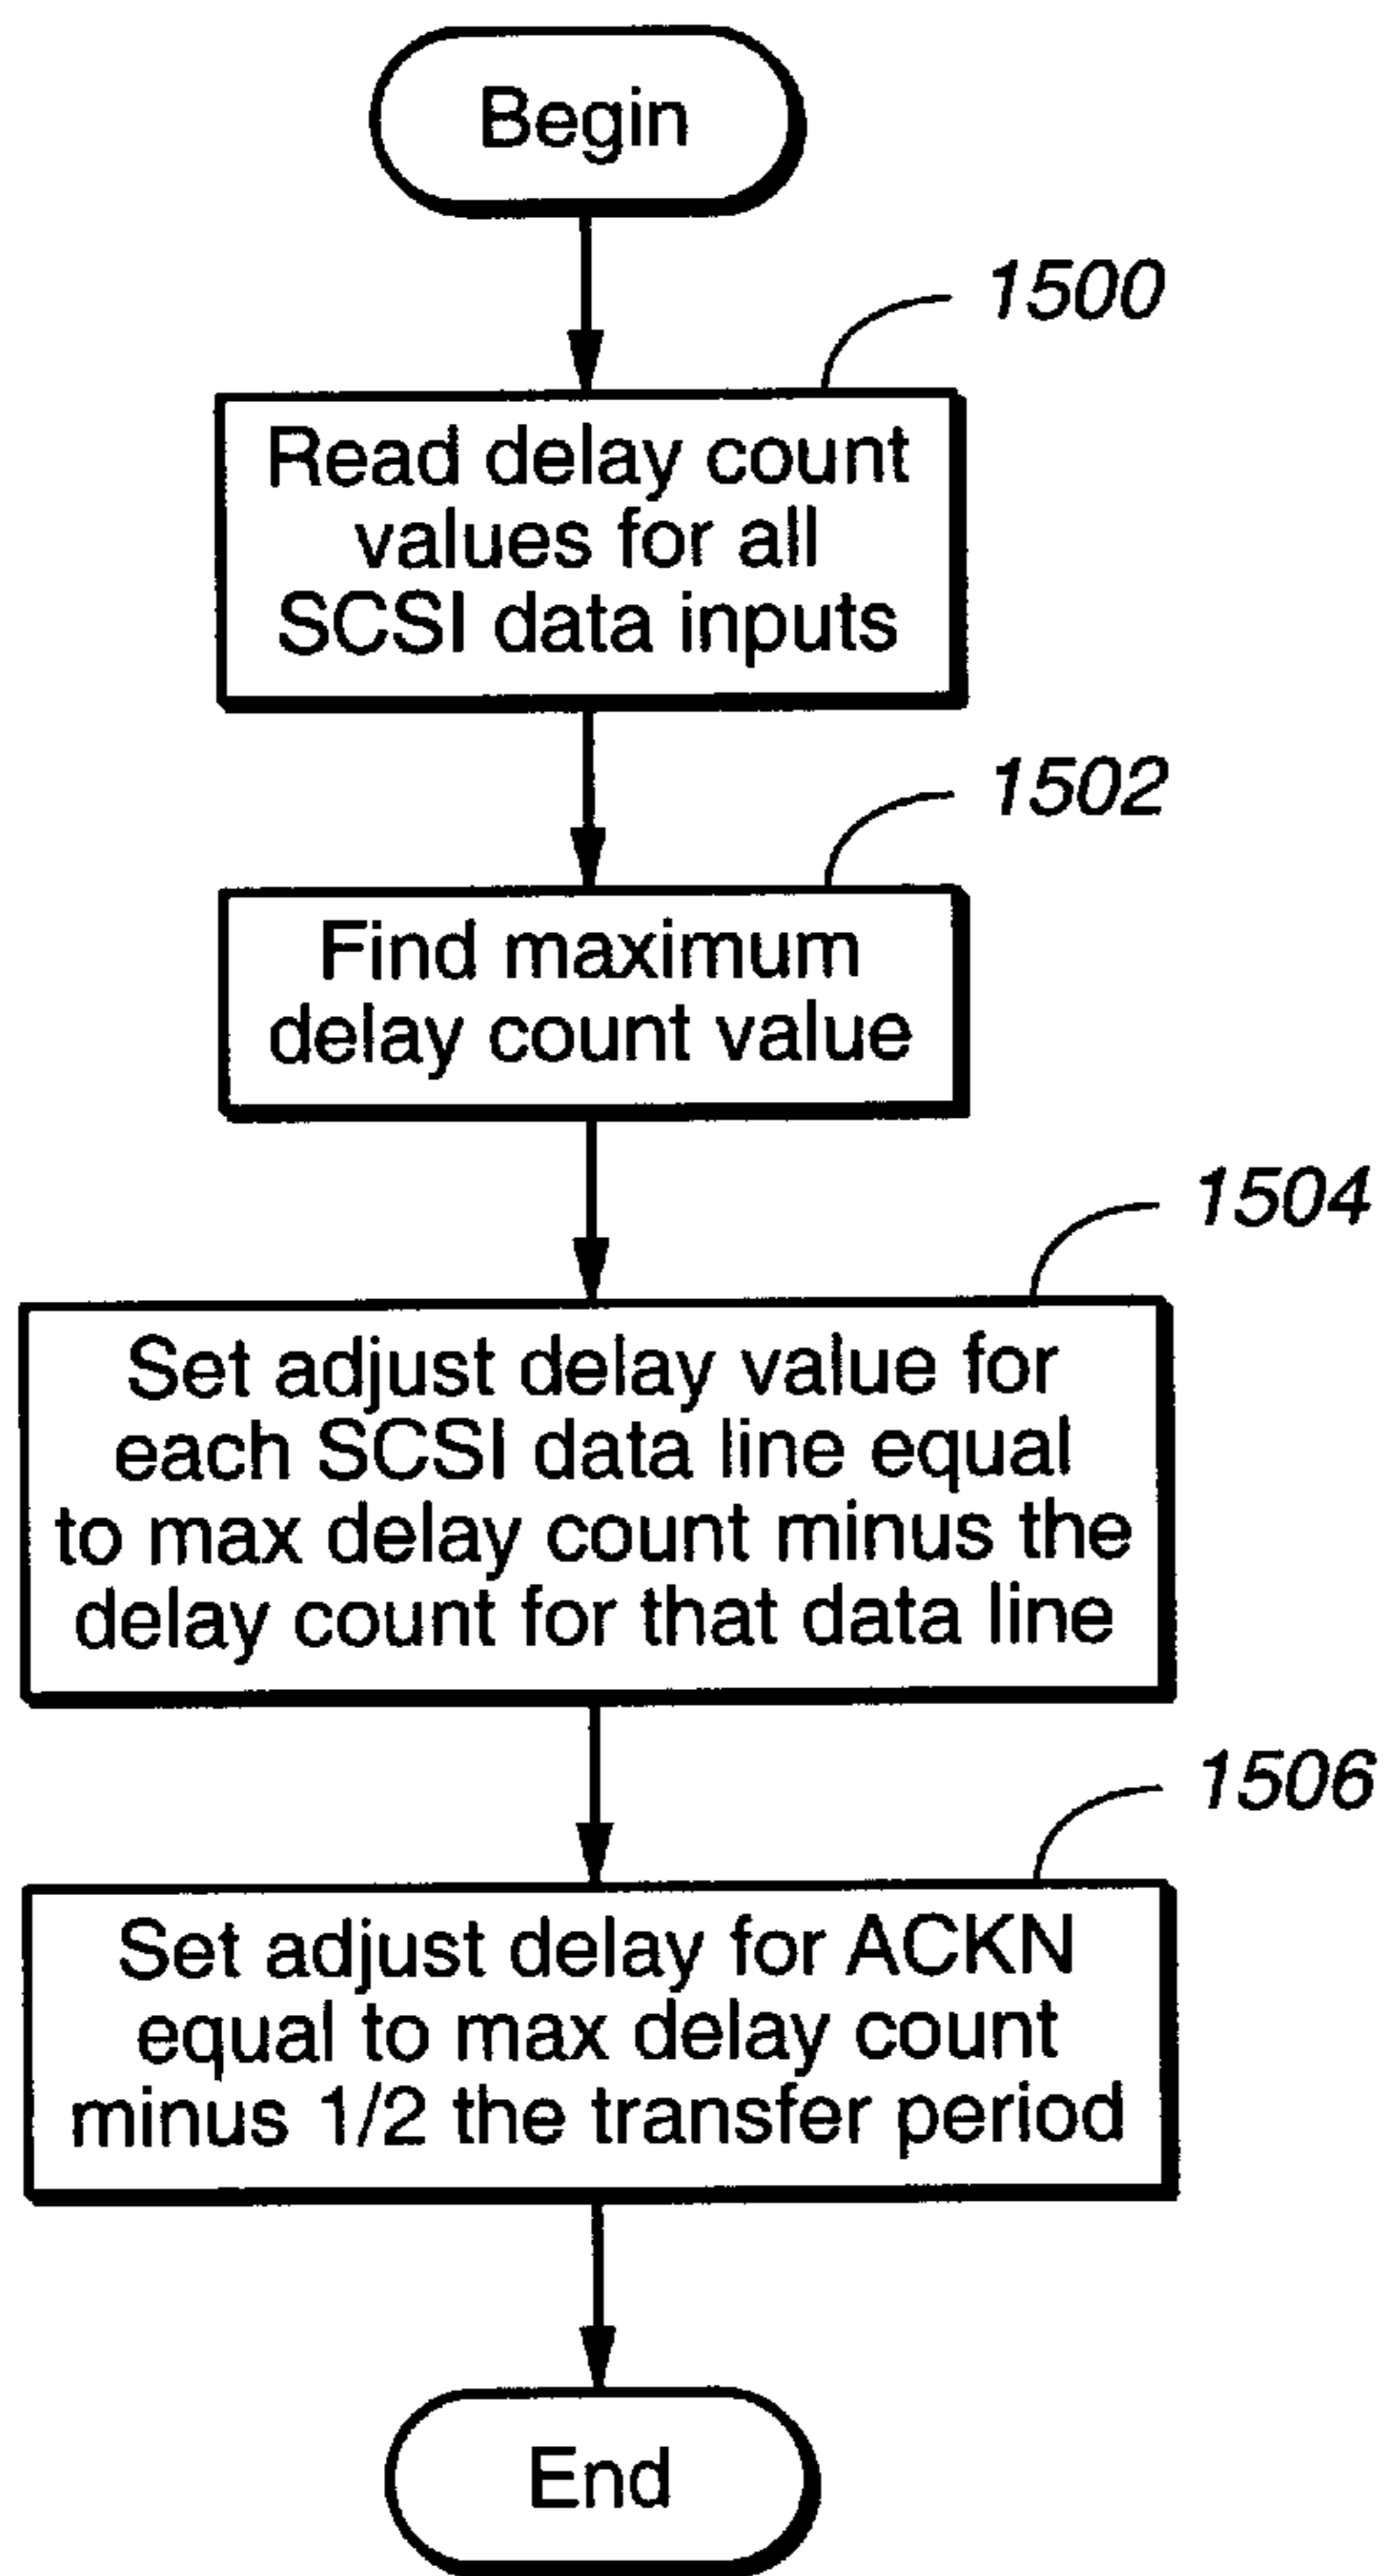 Begin
1500
Read delay count
values for all
SCSI data inputs
1502
Find maximum
delay count value
1504
Set adjust delay value for
each SCSI data line equal
to max delay count minus the
delay count for that data line
1506
Set adjust delay for ACKN
equal to max delay count
minus 1/2 the transfer period
End